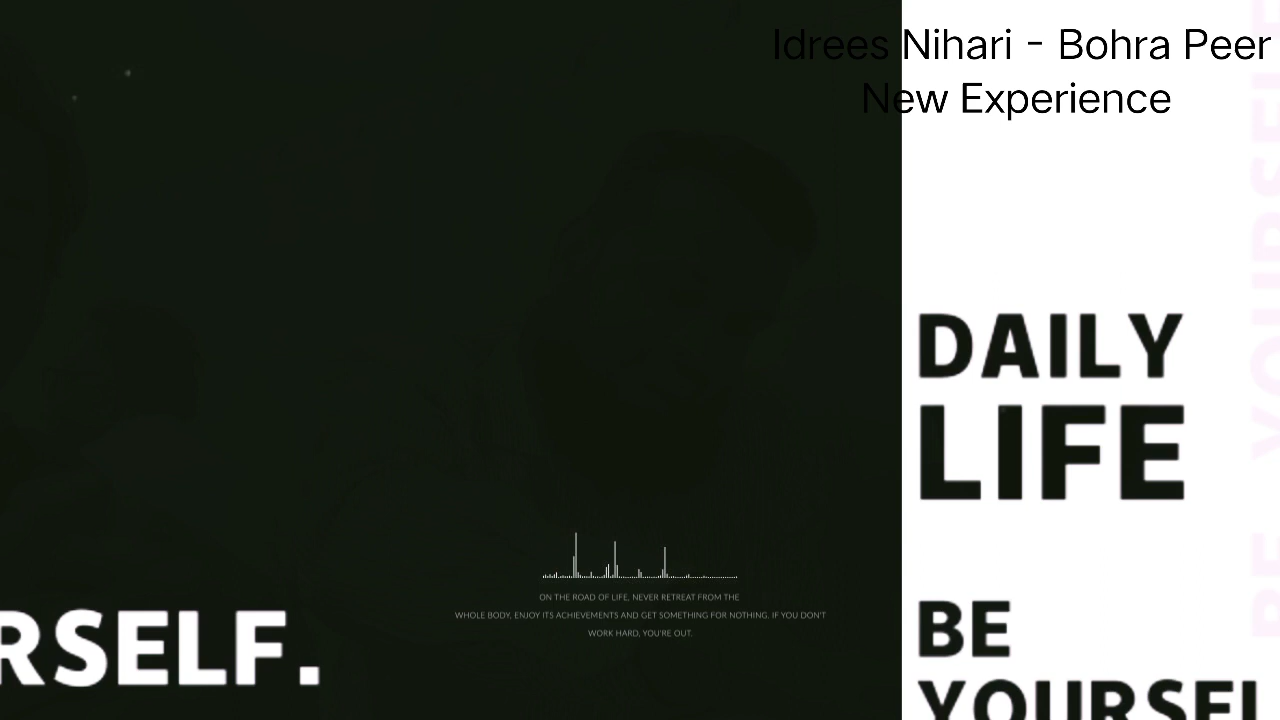 Idrees Nihari - Bohra Peer
New Experience
DAILY
LIFE
ON THE ROAD OF LIFE, NEVER RETREAT FROM THE
WHOLE BODY, ENJOY ITS ACHIEVEMENTS AND GET SOMETHING FOR NOTHING. IF YOU DON'T
WORK HARD, YOU'RE OUT.
BE
YOURSEL
RSELF.
BE YOURSELF